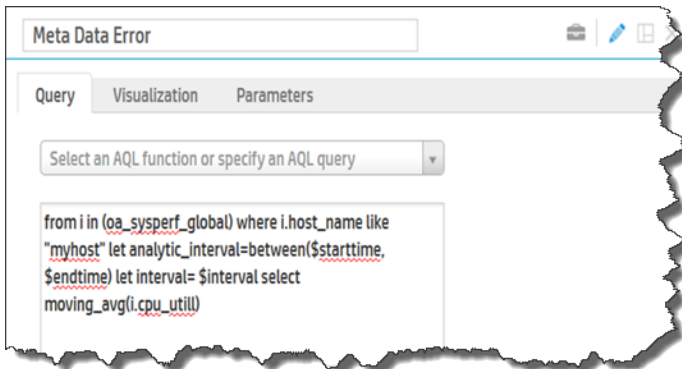 Meta Data Error
Query Visualization Parameters
Select an AQL function or specify an AQL query
from i in (oa_sysperf_global) where i.host_name like
"myhost" let analytic_interval=between($starttime,
$endtime) let interval= $interval select
moving_avg(i.cpu_utill)